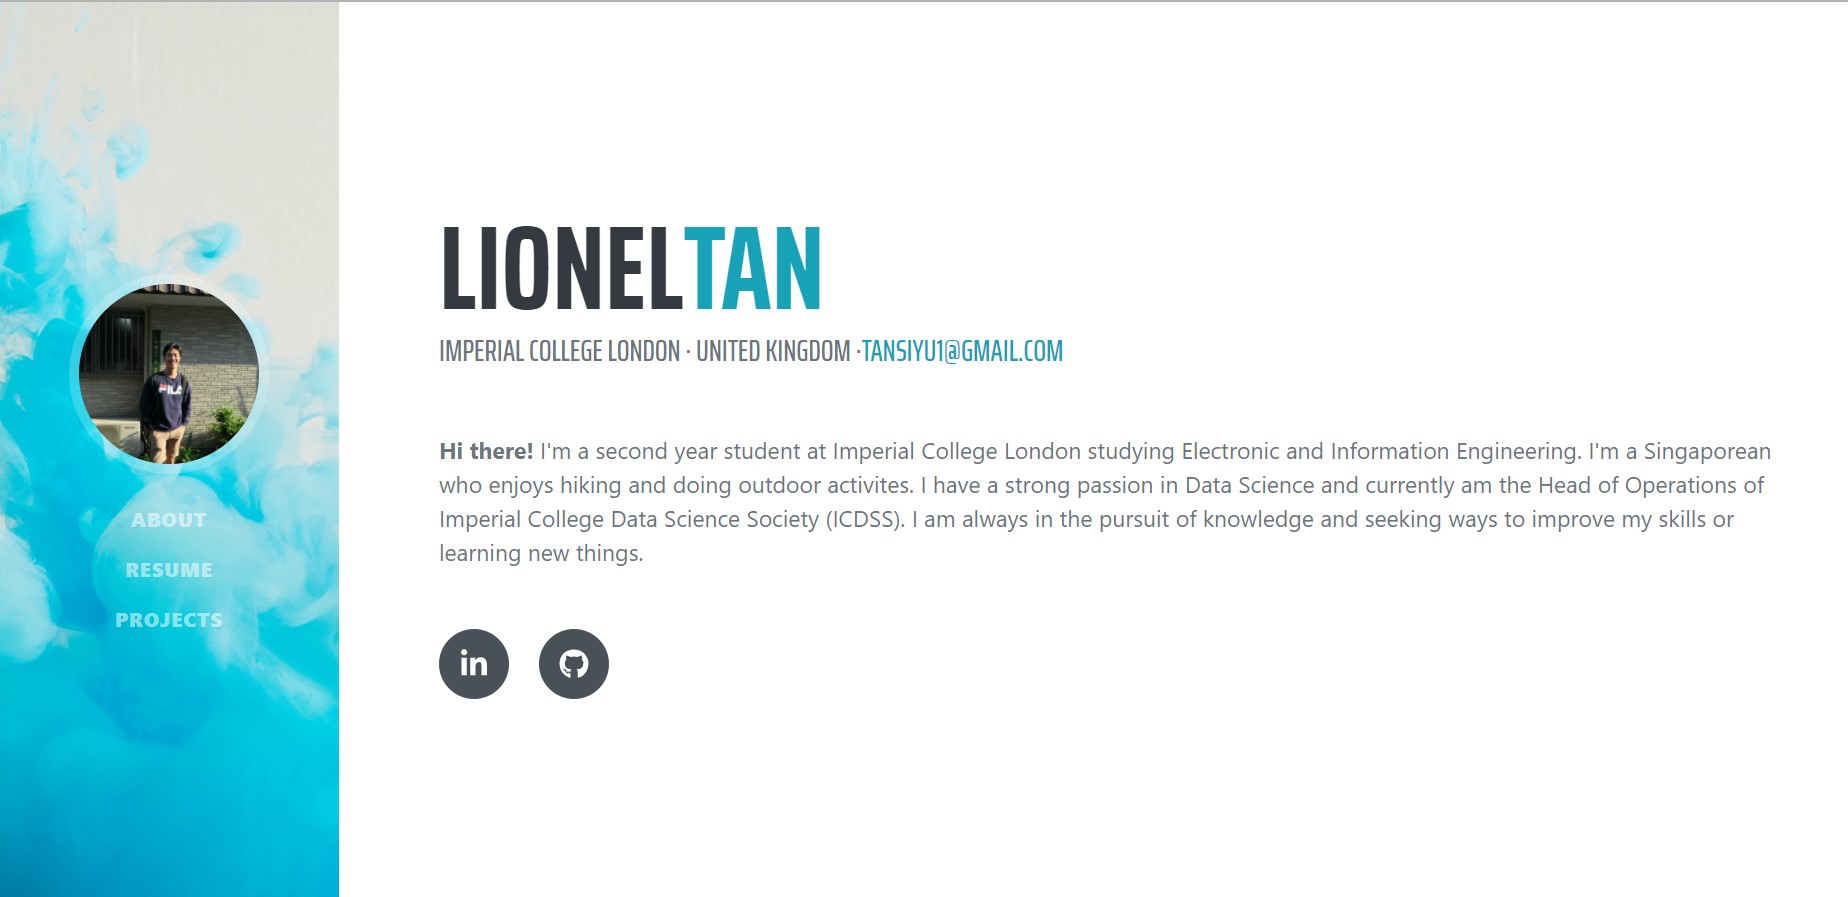 LIONELTAN
IMPERIAL COLLEGE LONDON · UNITED KINGDOM ·TANSIYU1@GMAIL.COM
Hi there! I'm a second year student at Imperial College London studying Electronic and Information Engineering. I'm a Singaporean
who enjoys hiking and doing outdoor activites. I have a strong passion in Data Science and currently am the Head of Operations of
Imperial College Data Science Society (ICDSS). I am always in the pursuit of knowledge and seeking ways to improve my skills or
learning new things.
in
FILA
ABOUT
RESUME
PROJECTS